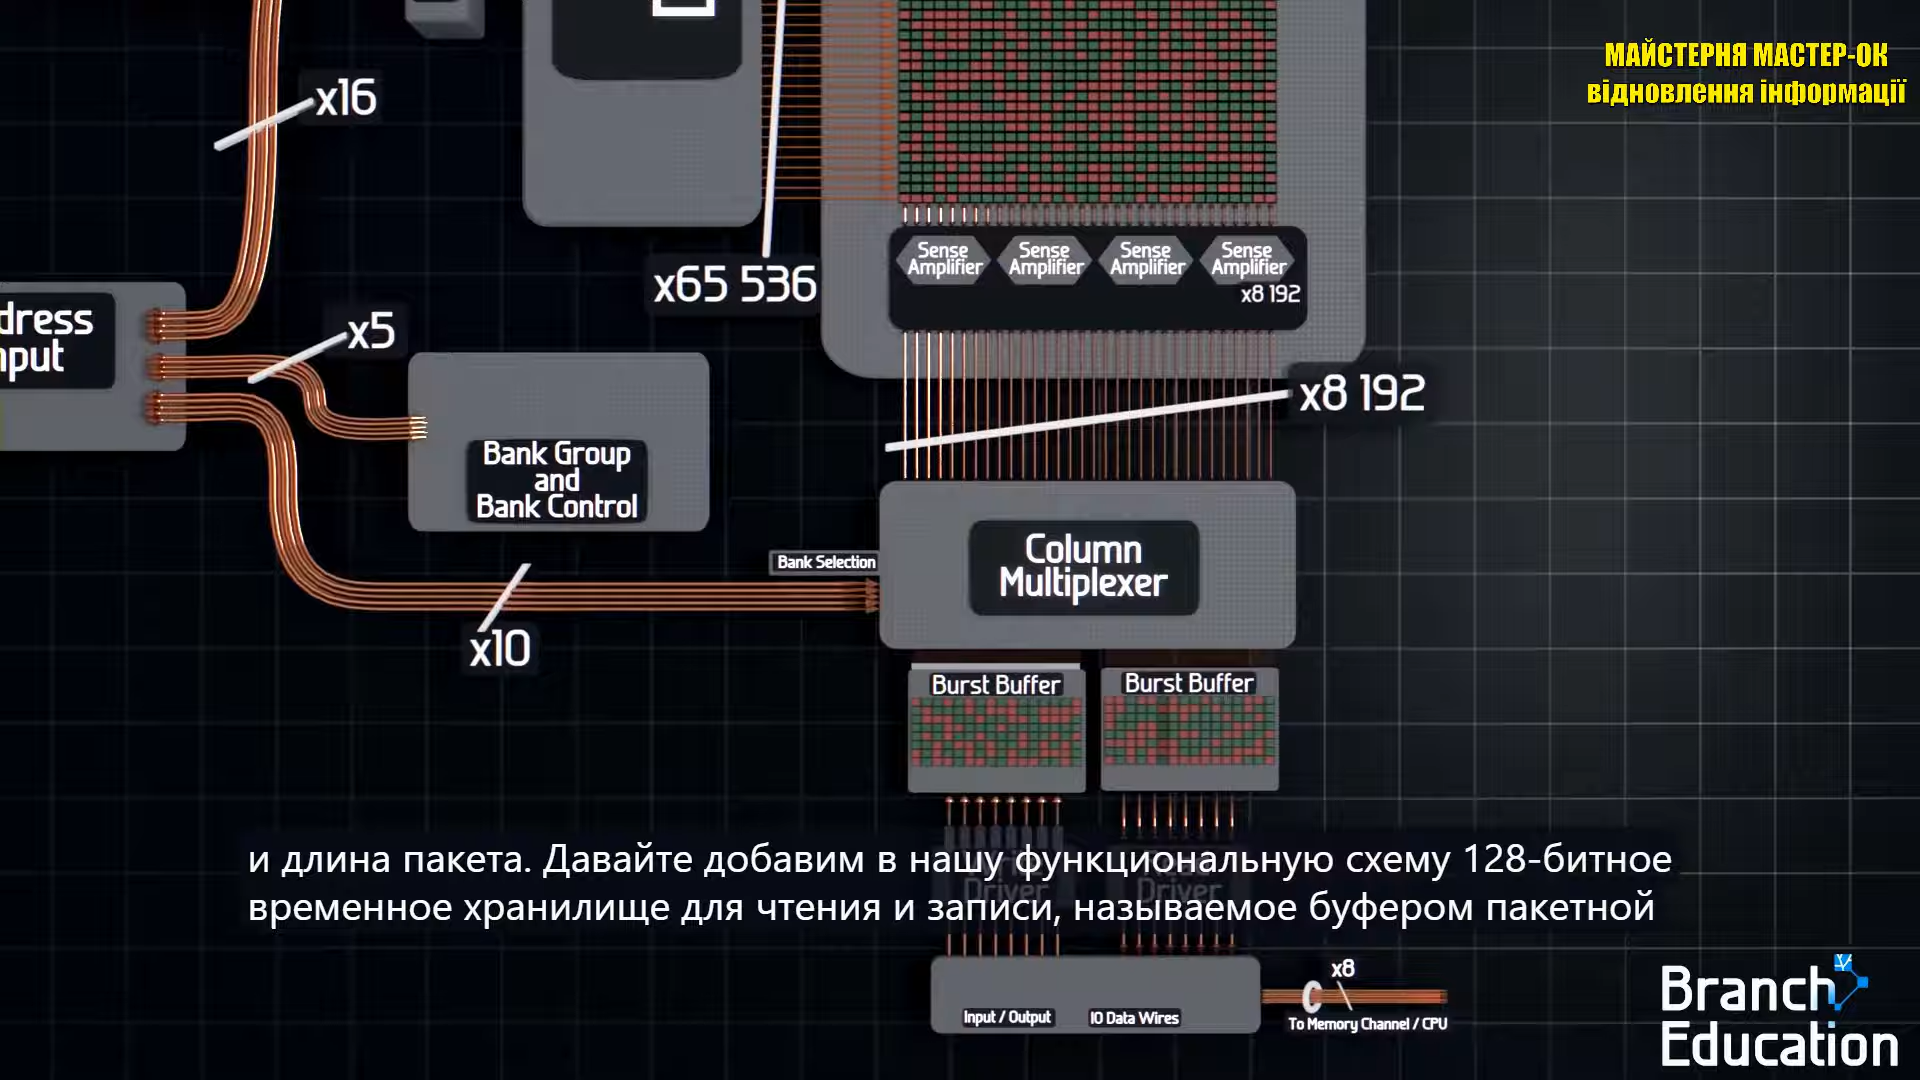 МАЙСТЕРНЯ МАСТЕР-ОК
відновлення інформації
x16
x65 536
Sense
Amplifier
Sense
Amplifier
Sense
Amplifier
Sense
Amplifier
x8 192
dress
nput
x5
x8 192
Bank Group
and
Bank Control
Bank Selection
Column
Multiplexer
x10
Burst Buffer
Burst Buffer
и длина пакета. Давайте добавим в нашу функциональную схему 128-битное
временное хранилище для чтения и записи, называемое буфером пакетной
Driver
Driver
x8
Input / Output
IO Data Wires
To Memory Channel / CPU
Branch
Education